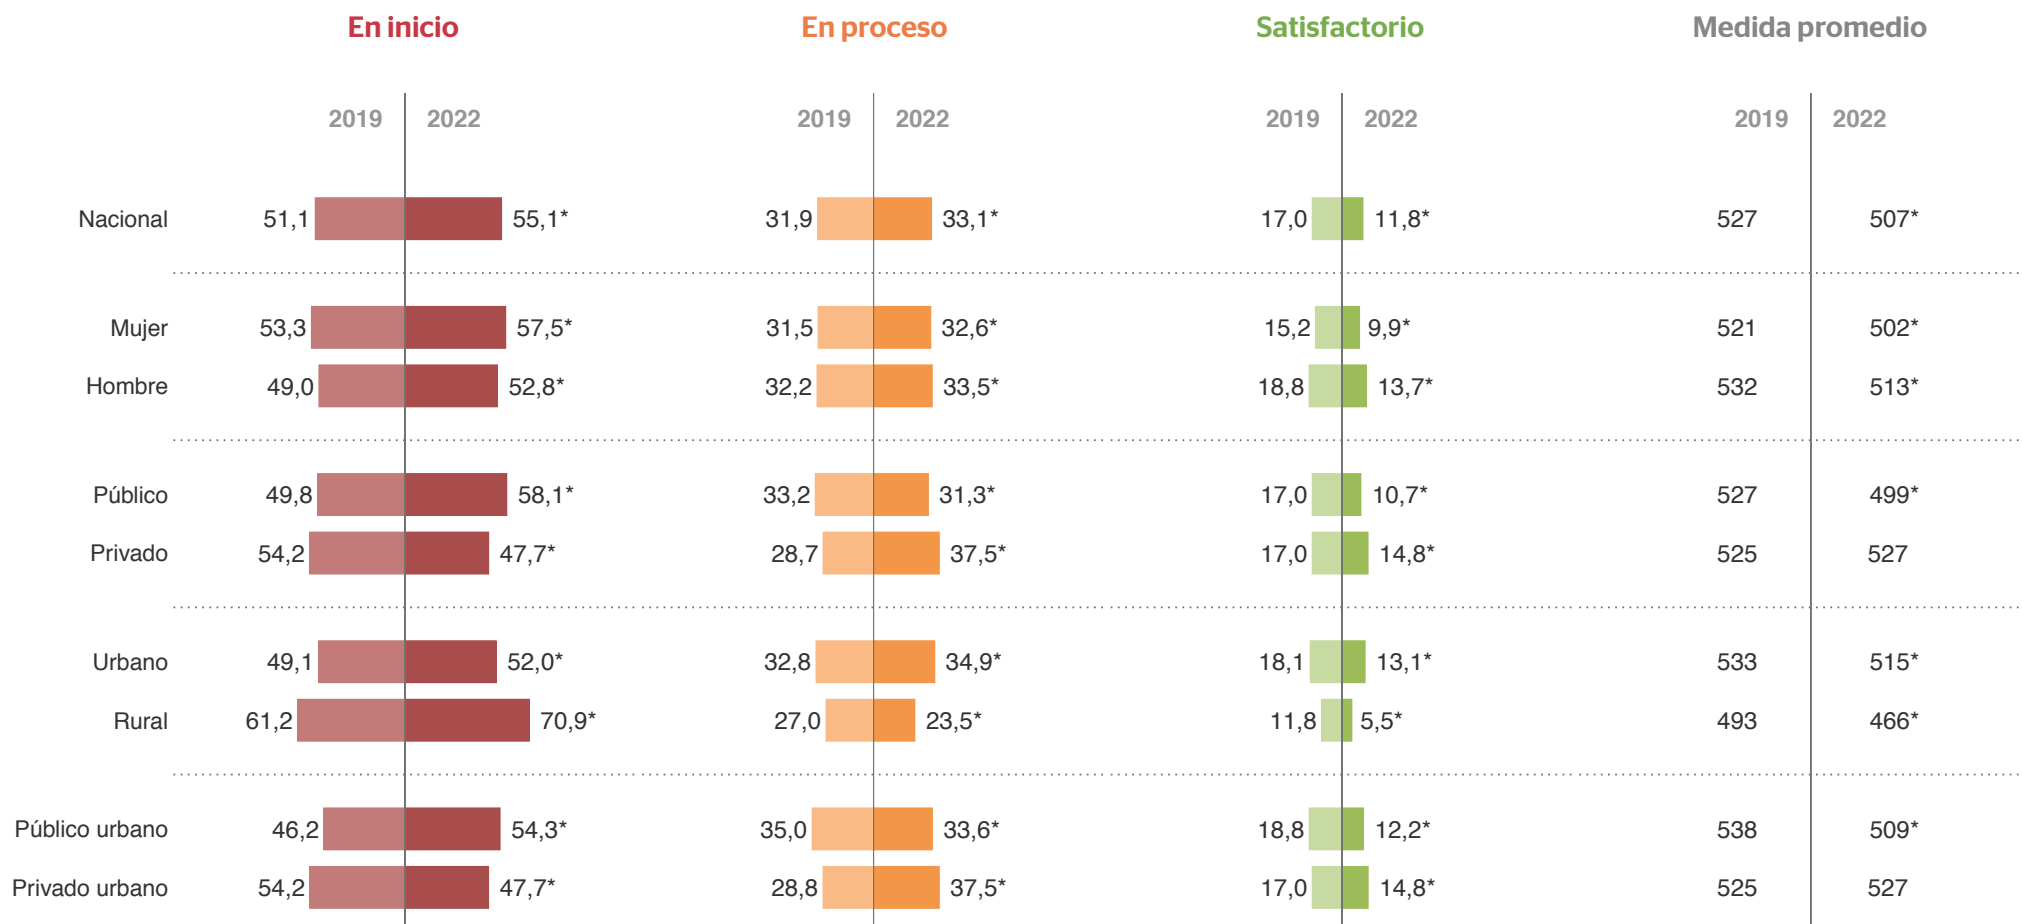 En inicio En proceso Satisfactorio Medida promedio
2019 2022 2019 2022 2019 2022 2019 2022
Nacional 51,1 55,1* 31,9 33,1* 17,0 11,8* 527 507*
Mujer 53,3 57,5* 31,5 32,6* 15,2 9,9* 521 502*
Hombre 49,0 52,8* 32,2 33,5* 18,8 13,7* 532 513*
Público 49,8 58,1* 33,2 31,3* 17,0 10,7* 527 499*
Privado 54,2 47,7* 28,7 37,5* 17,0 14,8* 525 527
Urbano 49,1 52,0* 32,8 34,9* 18,1 13,1* 533 515*
Rural 61,2 70,9* 27,0 23,5* 11,8 5,5* 493 466*
Público urbano 46,2 54,3* 35,0 33,6* 18,8 12,2* 538 509*
Privado urbano 54,2 47,7* 28,8 37,5* 17,0 14,8* 525 527